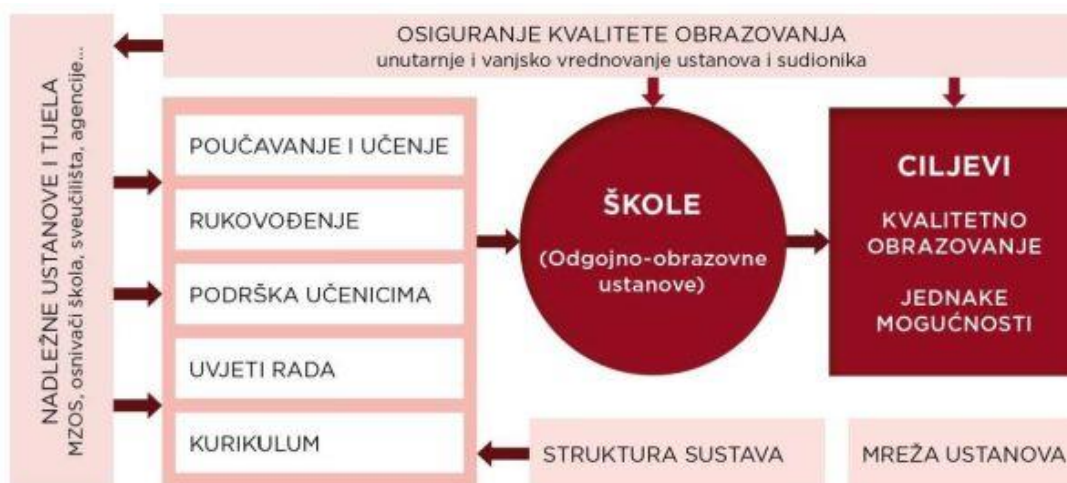 OSIGURANJE KVALITETE OBRAZOVANJA
unutarnje i vanjsko vrednovanje ustanova i sudionika
NADLEŽNE USTANOVE I TIJELA
MZOS, osnivači škola, sveučilišta, agencije...
POUČAVANJE I UČENJE
RUKOVOĐENJE
PODRŠKA UČENICIMA
UVJETI RADA
KURIKULUM
ŠKOLE
(Odgojno-obrazovne
ustanove)
CILJEVI
KVALITETNO
OBRAZOVANJE
JEDNAKE
MOGUĆNOSTI
STRUKTURA SUSTAVA
MREŽA USTANOVA